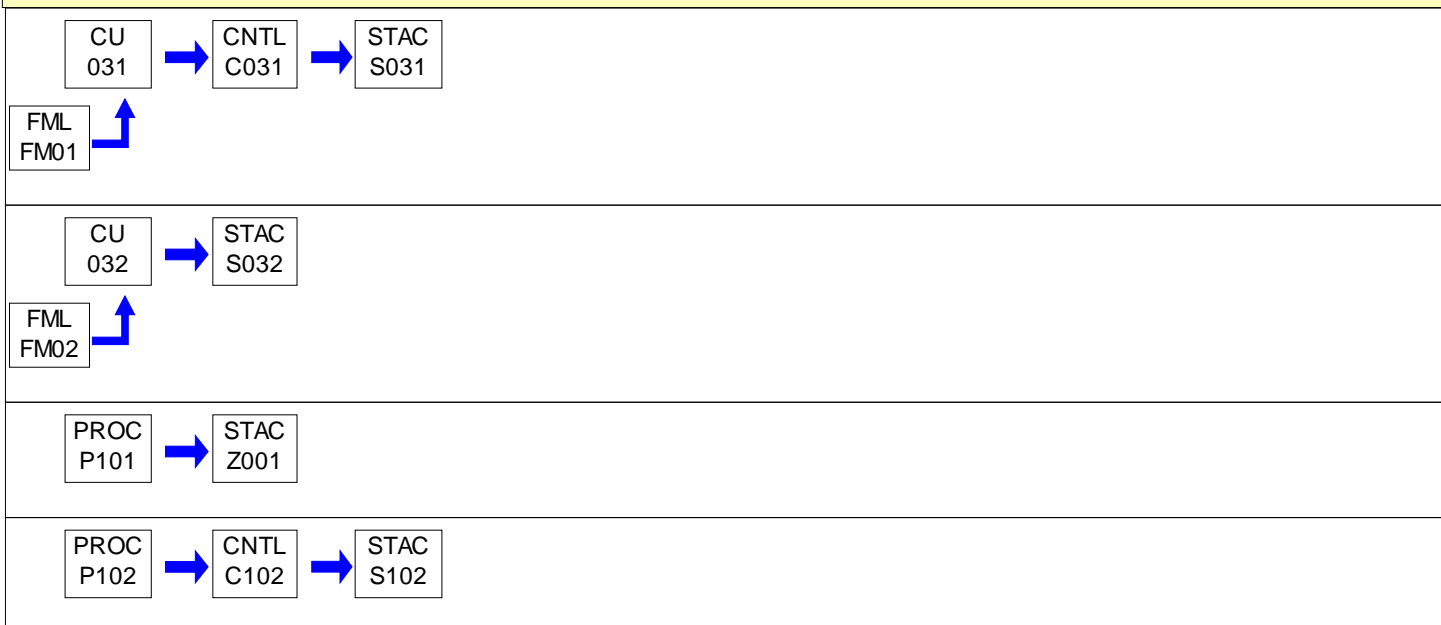 CU
031
CNTL
C031
STAC
S031
FML
FM01
CU
032
STAC
S032
FML
FM02
PROC
P101
STAC
Z001
PROC
P102
CNTL
C102
STAC
S102